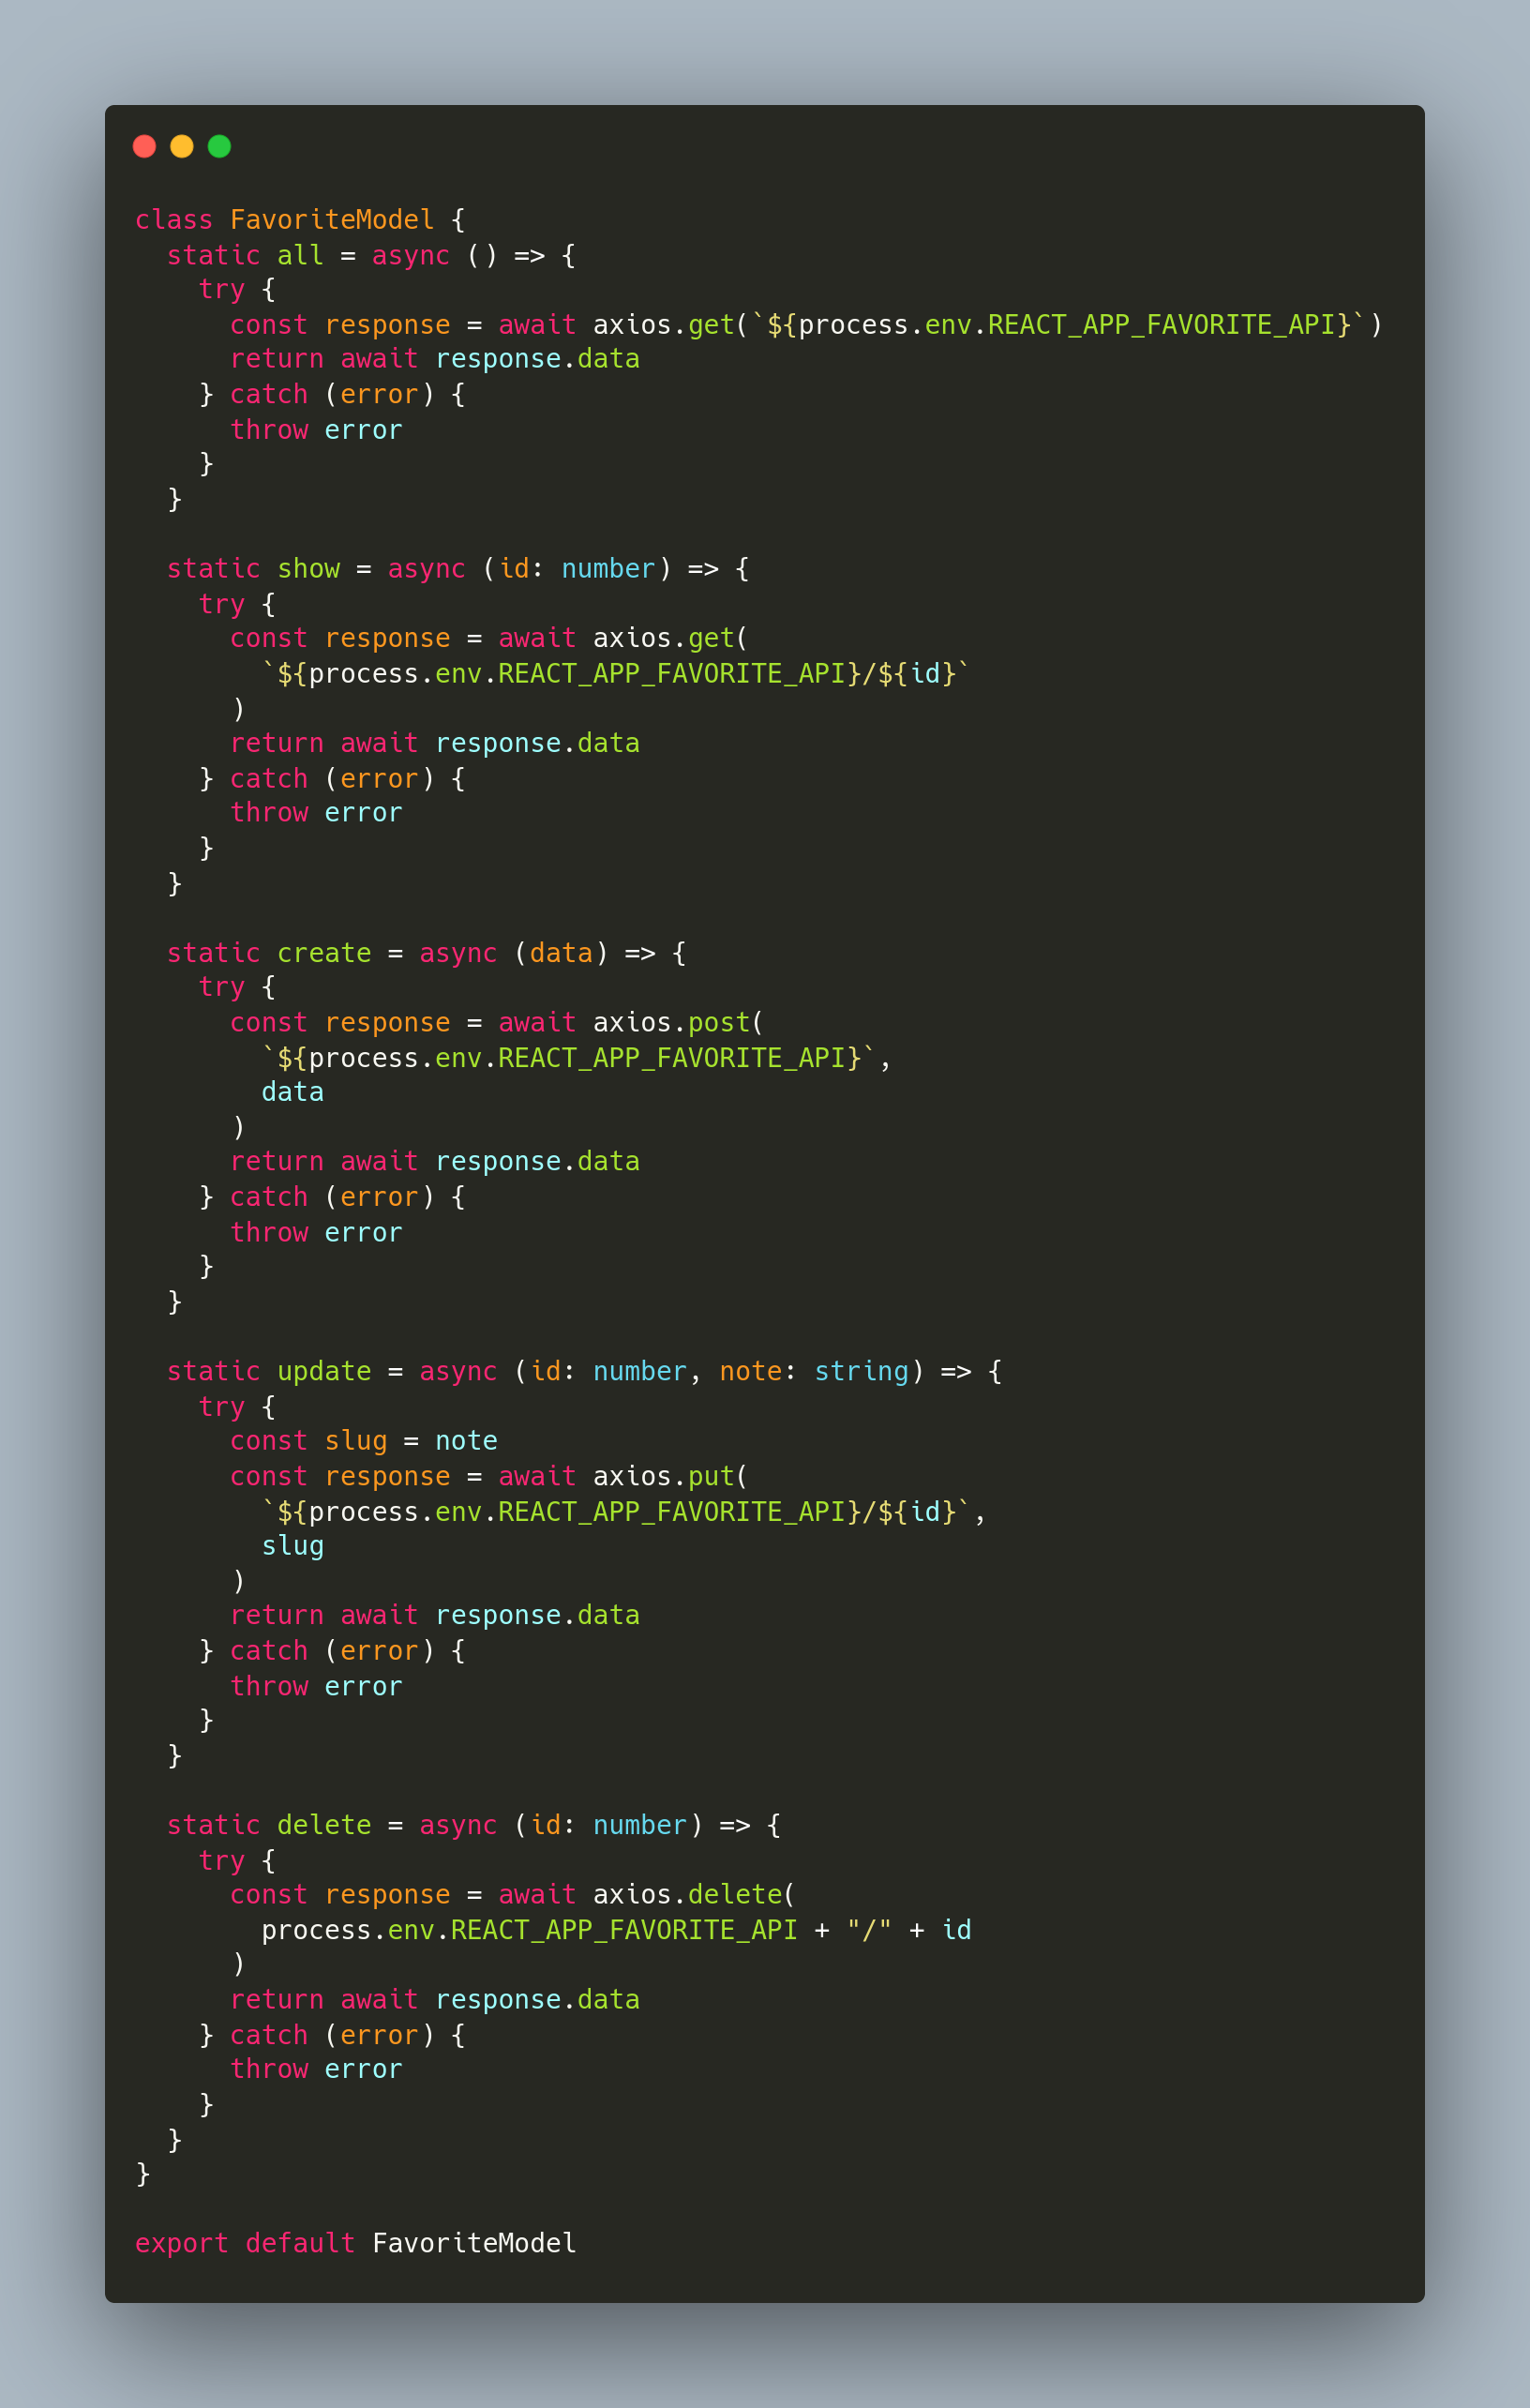 class FavoriteModel {
  static all = async () => {
    try {
      const response = await axios.get(`${process.env.REACT_APP_FAVORITE_API}`)
      return await response.data
    } catch (error) {
      throw error
    }
  }

  static show = async (id: number) => {
    try {
      const response = await axios.get(
        `${process.env.REACT_APP_FAVORITE_API}/${id}`
      )
      return await response.data
    } catch (error) {
      throw error
    }
  }

  static create = async (data) => {
    try {
      const response = await axios.post(
        `${process.env.REACT_APP_FAVORITE_API}`,
        data
      )
      return await response.data
    } catch (error) {
      throw error
    }
  }

  static update = async (id: number, note: string) => {
    try {
      const slug = note
      const response = await axios.put(
        `${process.env.REACT_APP_FAVORITE_API}/${id}`,
        slug
      )
      return await response.data
    } catch (error) {
      throw error
    }
  }

  static delete = async (id: number) => {
    try {
      const response = await axios.delete(
        process.env.REACT_APP_FAVORITE_API + "/" + id
      )
      return await response.data
    } catch (error) {
      throw error
    }
  }
}

export default FavoriteModel